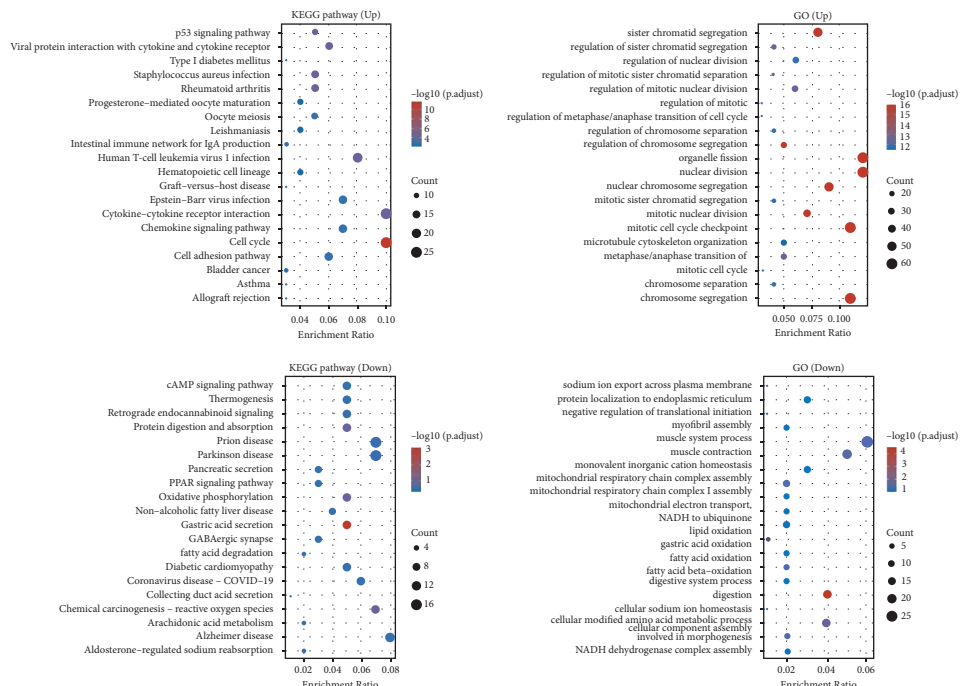 KEGG pathway (Up)
p53 signaling pathway
Viral protein interaction with cytokine and cytokine receptor
Type I diabetes mellitus
Staphylococcus aureus infection
Rheumatoid arthritis
Progesterone–mediated oocyte maturation
Oocyte meiosis
Leishmaniasis
Intestinal immune network for IgA production
Human T-cell leukemia virus 1 infection
Hematopoietic cell lineage
Graft–versus–host disease
Epstein–Barr virus infection
Cytokine–cytokine receptor interaction
Chemokine signaling pathway
Cell cycle
Cell adhesion pathway
Bladder cancer
Asthma
Allograft rejection
0.04 0.06 0.08 0.10
Enrichment Ratio
–log10 (p.adjust)
10
8
6
4
Count
10
15
20
25
GO (Up)
sister chromatid segregation
regulation of sister chromatid segregation
regulation of nuclear division
regulation of mitotic sister chromatid separation
regulation of mitotic nuclear division
regulation of mitotic
regulation of metaphase/anaphase transition of cell cycle
regulation of chromosome separation
regulation of chromosome segregation
organelle fission
nuclear division
nuclear chromosome segregation
mitotic sister chromatid segregation
mitotic nuclear division
mitotic cell cycle checkpoint
microtubule cytoskeleton organization
metaphase/anaphase transition of
mitotic cell cycle
chromosome separation
chromosome segregation
0.050 0.075 0.100
Enrichment Ratio
–log10 (p.adjust)
16
15
14
13
12
Count
20
30
40
50
60
KEGG pathway (Down)
cAMP signaling pathway
Thermogenesis
Retrograde endocannabinoid signaling
Protein digestion and absorption
Prion disease
Parkinson disease
Pancreatic secretion
PPAR signaling pathway
Oxidative phosphorylation
Non–alcoholic fatty liver disease
Gastric acid secretion
GABAergic synapse
fatty acid degradation
Diabetic cardiomyopathy
Coronavirus disease – COVID–19
Collecting duct acid secretion
Chemical carcinogenesis – reactive oxygen species
Arachidonic acid metabolism
Alzheimer disease
Aldosterone–regulated sodium reabsorption
0.02 0.04 0.06 0.08
Enrichment Ratio
–log10 (p.adjust)
3
2
1
Count
4
8
12
16
GO (Down)
sodium ion export across plasma membrane
protein localization to endoplasmic reticulum
negative regulation of translational initiation
myofibril assembly
muscle system process
muscle contraction
monovalent inorganic cation homeostasis
mitochondrial respiratory chain complex assembly
mitochondrial respiratory chain complex I assembly
mitochondrial electron transport,
NADH to ubiquinone
lipid oxidation
gastric acid oxidation
fatty acid oxidation
fatty acid beta–oxidation
digestive system process
digestion
cellular sodium ion homeostasis
cellular modified amino acid metabolic process
cellular component assembly
involved in morphogenesis
NADH dehydrogenase complex assembly
0.02 0.04 0.06
Enrichment Ratio
–log10 (p.adjust)
4
3
2
1
Count
5
10
15
20
25